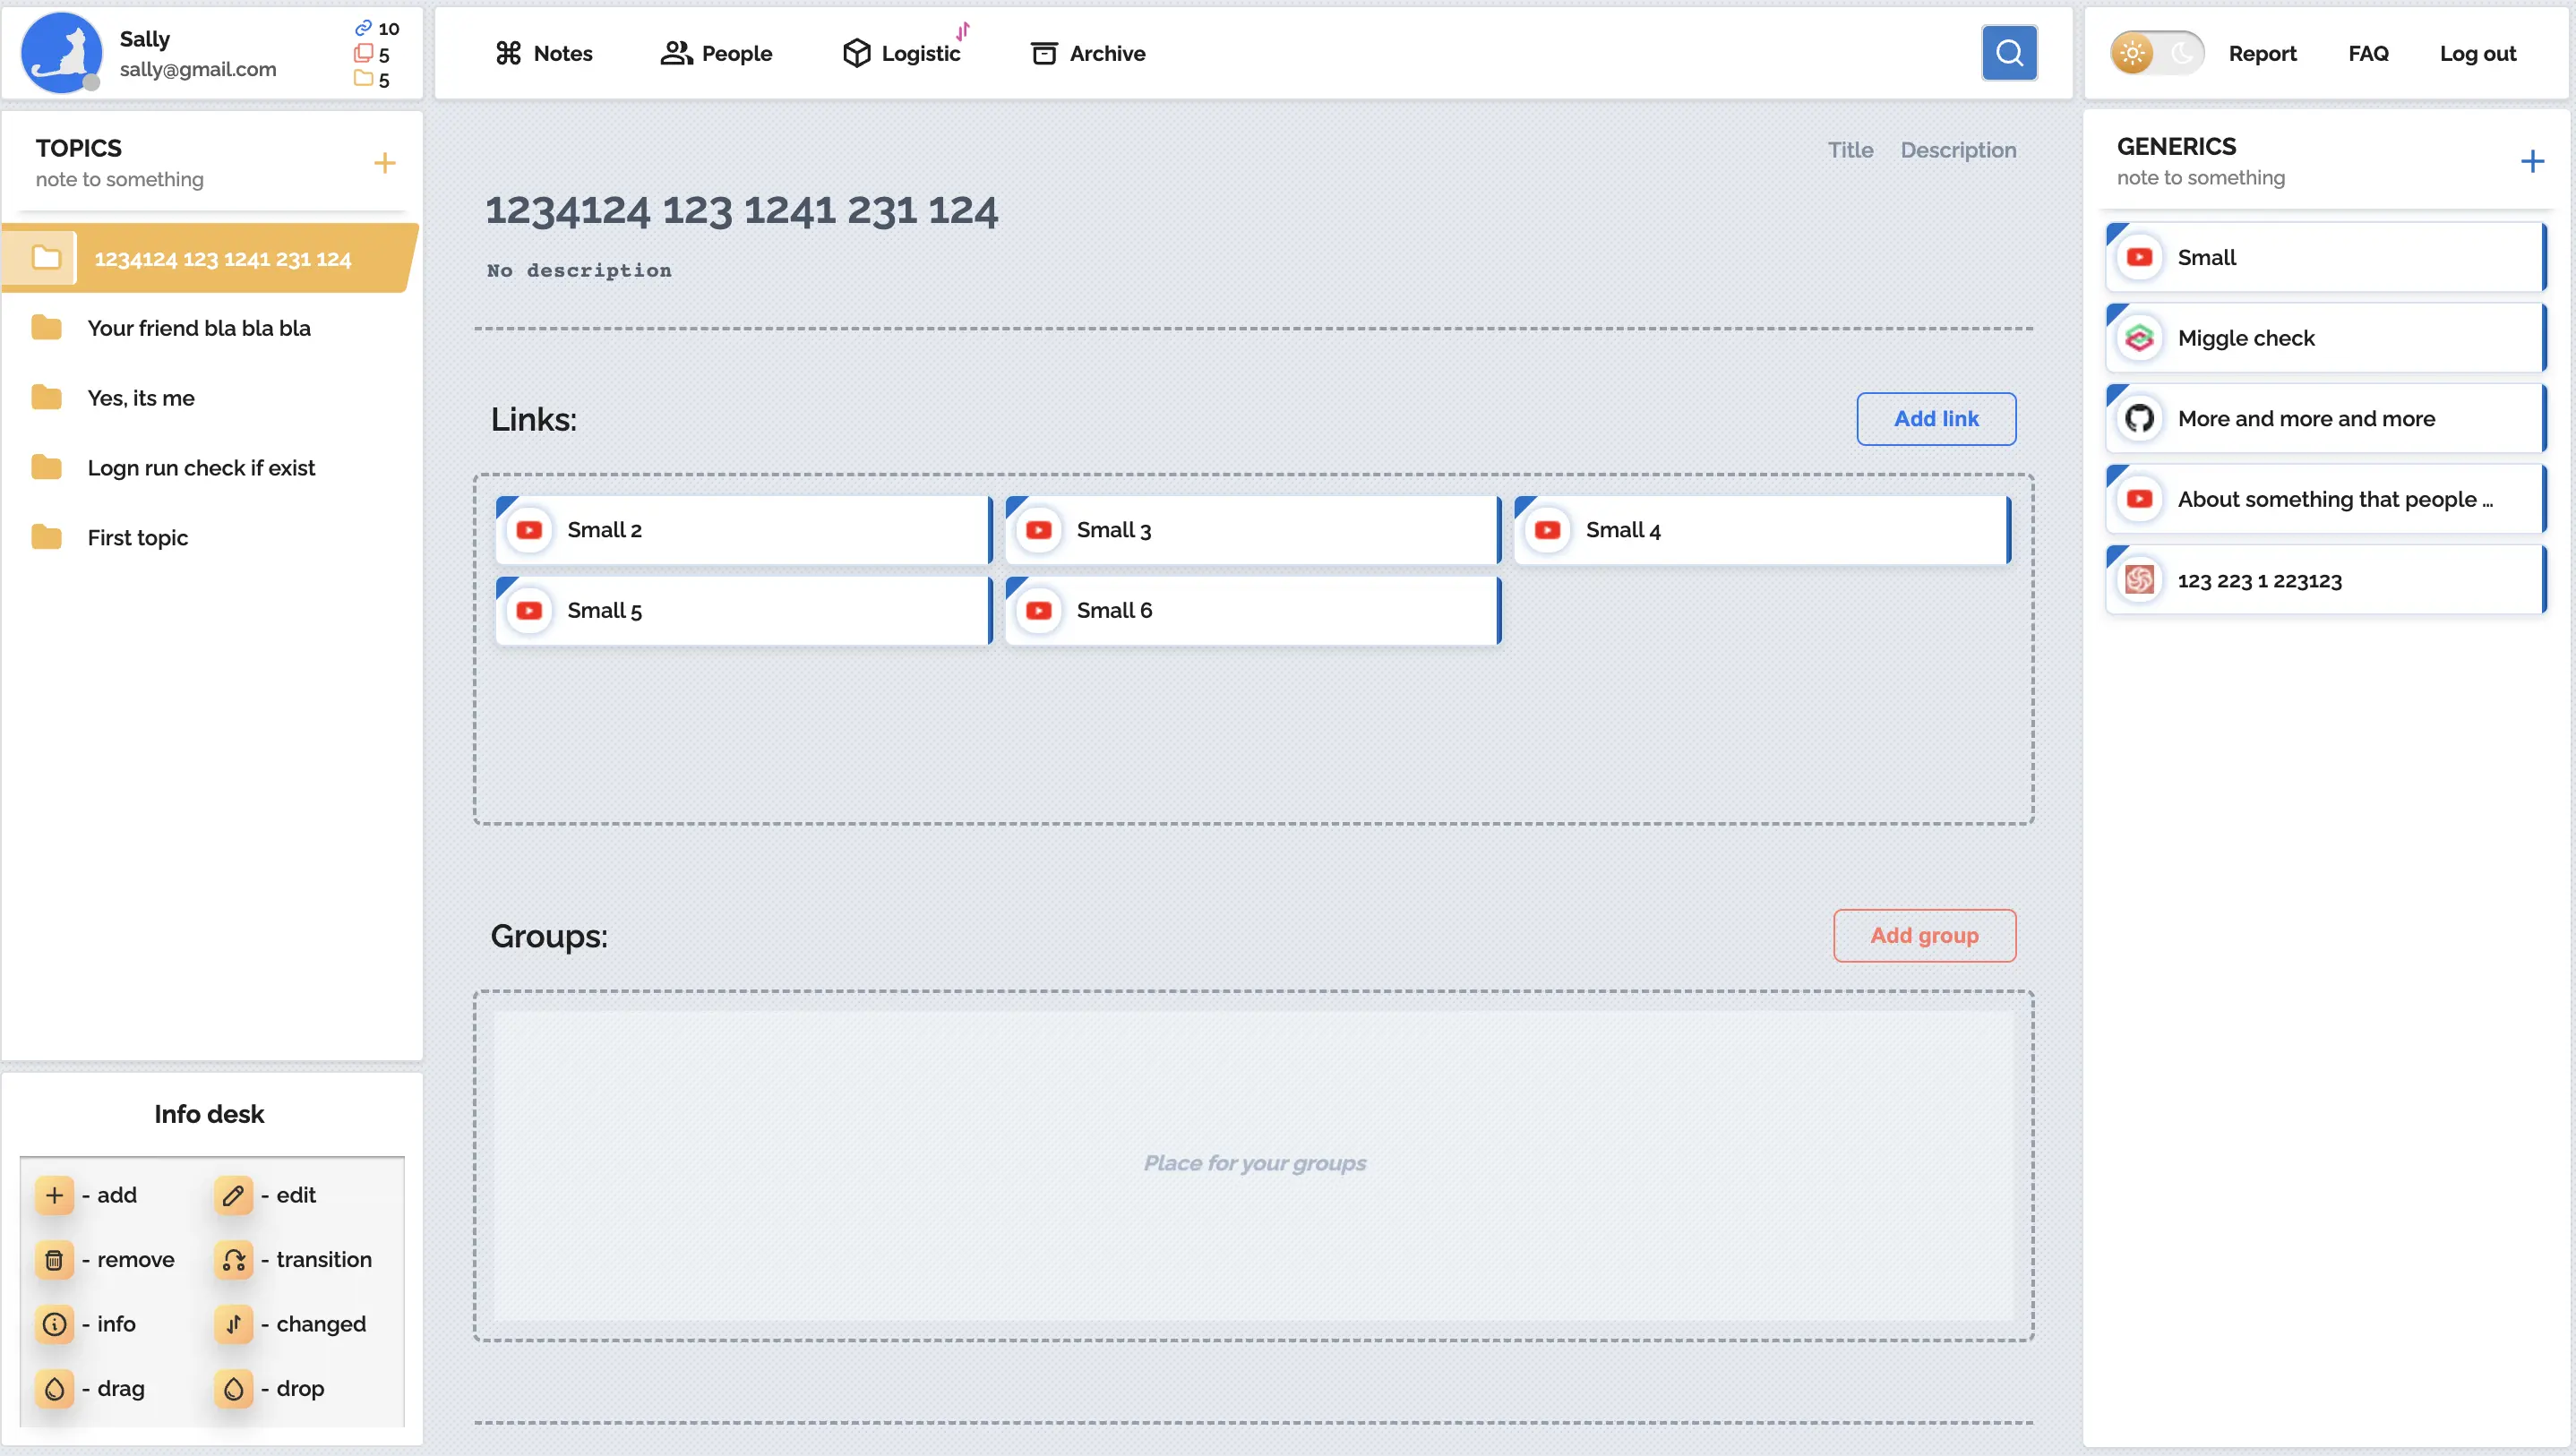 Sally
sally@gmail.com
10
5
5
Notes
People
Logistic
Archive
Report
FAQ
Log out
TOPICS
note to something
1234124 123 1241 231 124
Your friend bla bla bla
Yes, its me
Logn run check if exist
First topic
Info desk
- add
- edit
- remove
- transition
- info
- changed
- drag
- drop
Title
Description
1234124 123 1241 231 124
No description
Links:
Add link
Small 2
Small 3
Small 4
Small 5
Small 6
Groups:
Add group
Place for your groups
GENERICS
note to something
Small
Miggle check
More and more and more
About something that people ...
123 223 1 223123